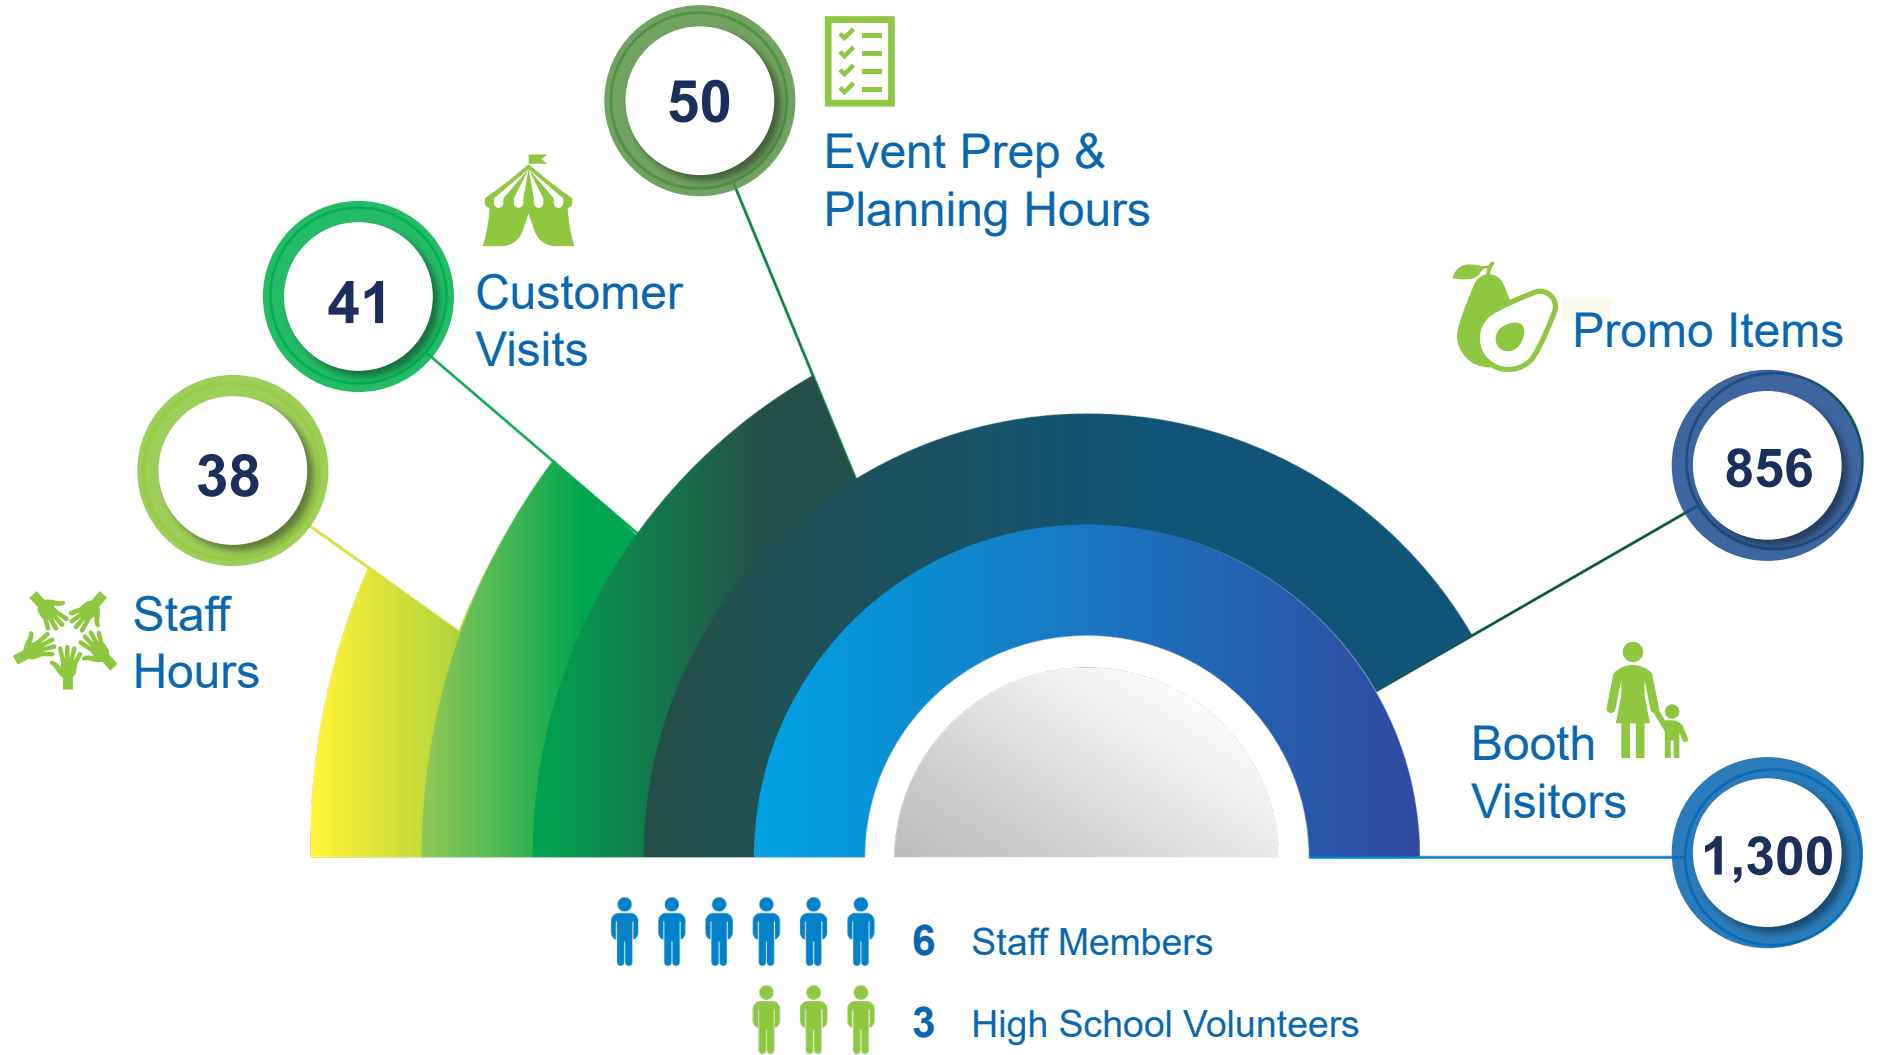 50
Event Prep &
Planning Hours
41
Customer
Visits
38
Staff
Hours
Promo Items
856
Booth
Visitors
1,300
6 Staff Members
3 High School Volunteers